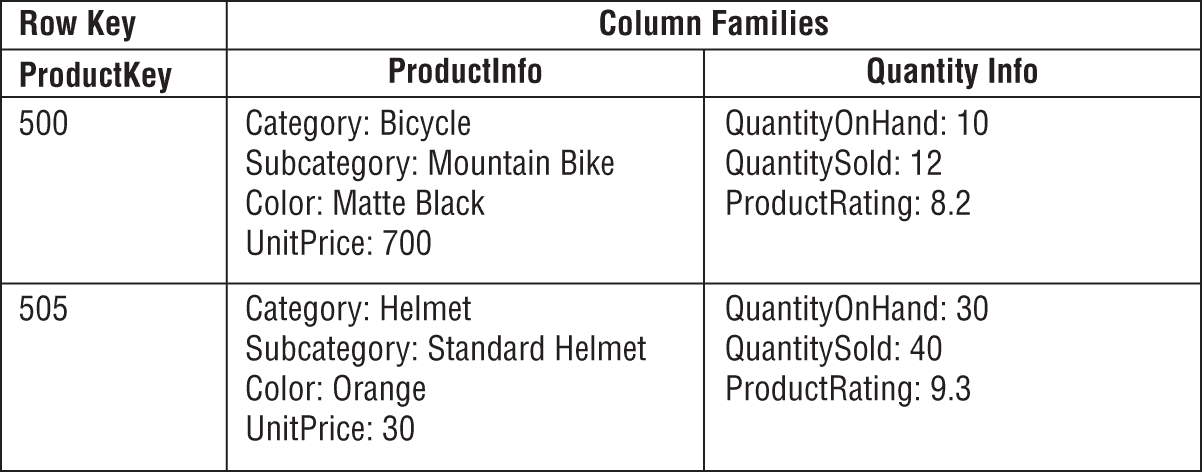 Row Key
Column Families
ProductKey
ProductInfo
Quantity Info
500
Category: Bicycle
Subcategory: Mountain Bike
Color: Matte Black
UnitPrice: 700
QuantityOnHand: 10
QuantitySold: 12
ProductRating: 8.2
505
Category: Helmet
Subcategory: Standard Helmet
Color: Orange
UnitPrice: 30
QuantityOnHand: 30
QuantitySold: 40
ProductRating: 9.3